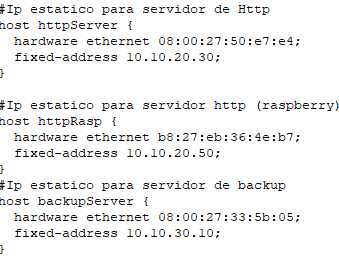 #Ip estatico para servidor de Http
host httpServer {
  hardware ethernet 08:00:27:50:e7:e4;
  fixed-address 10.10.20.30;
}
#Ip estatico para servidor http (raspberry)
host httpRasp {
  hardware ethernet b8:27:eb:36:4e:b7;
  fixed-address 10.10.20.50;
}
#Ip estatico para servidor de backup
host backupServer {
  hardware ethernet 08:00:27:33:5b:05;
  fixed-address 10.10.30.10;
}